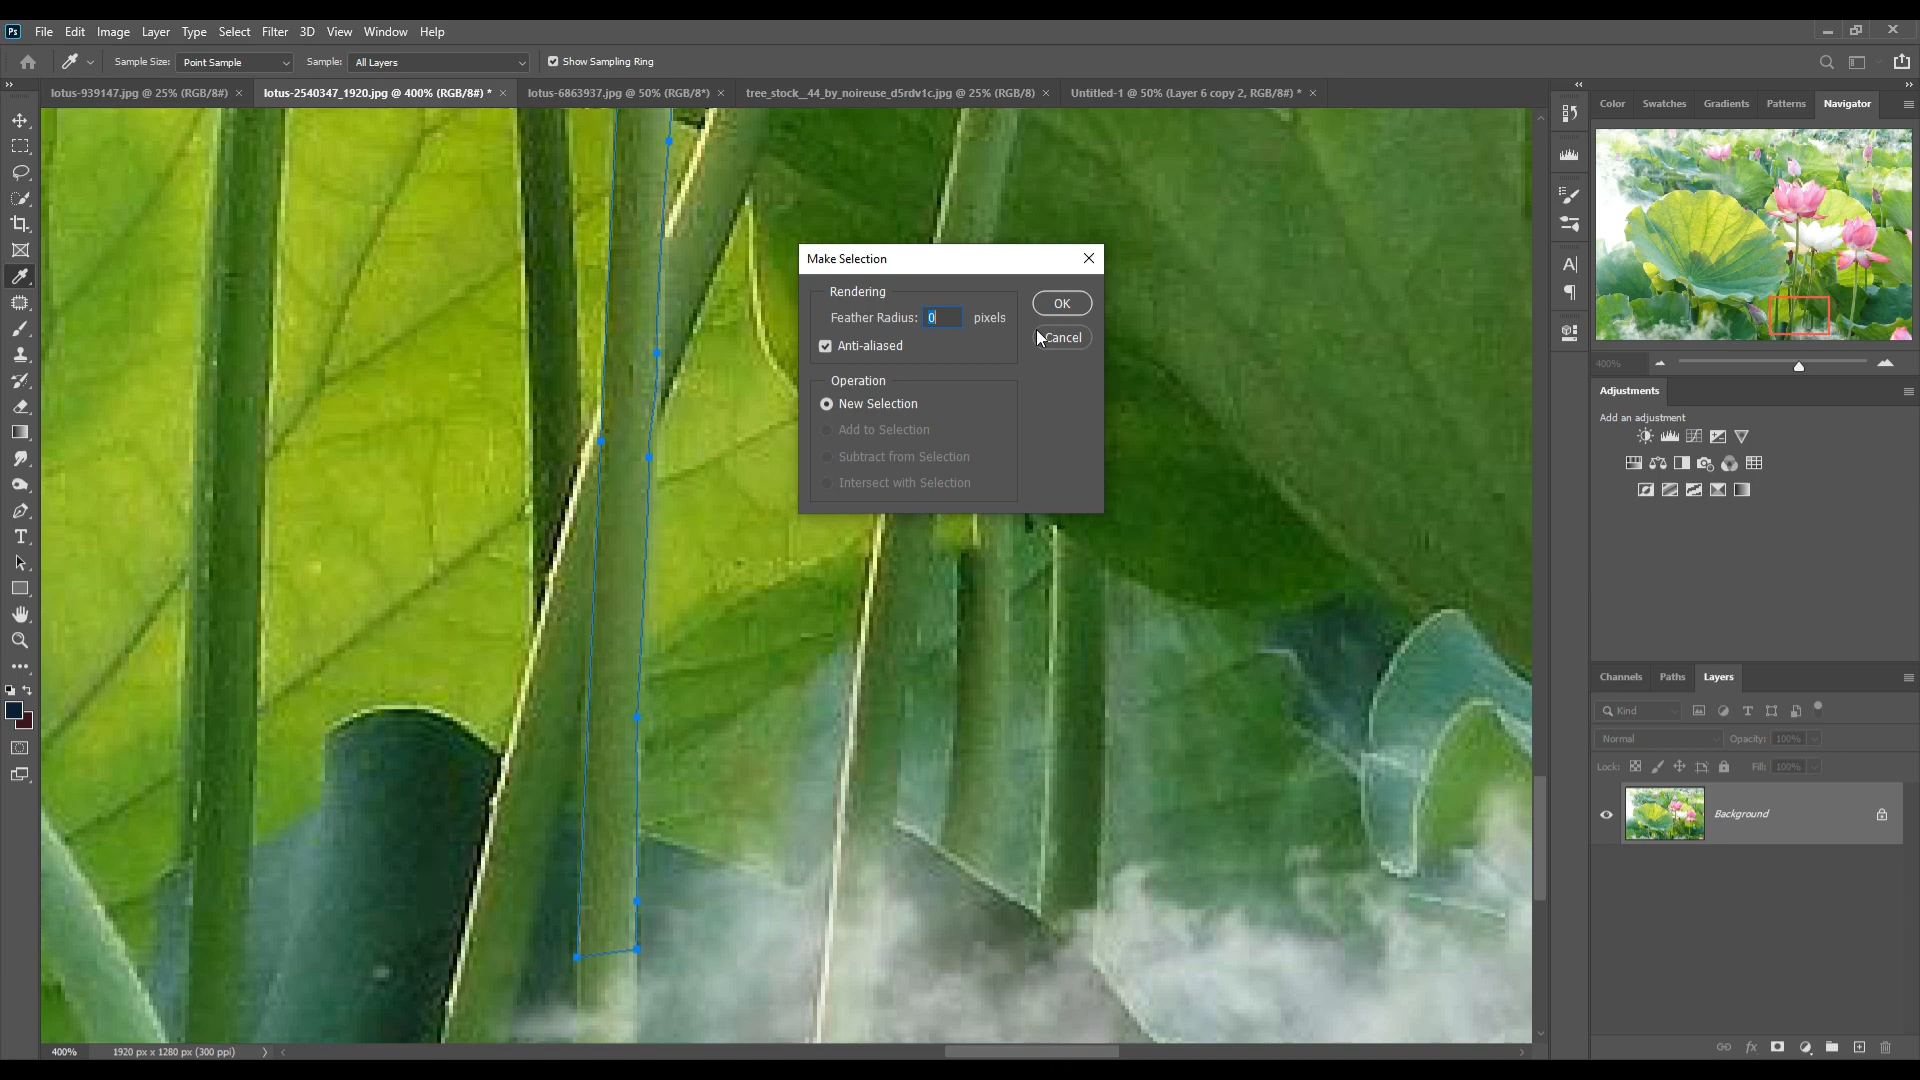 Ps File Edit Image Layer Type Select Filter 3D View Window Help
Sample Size: Point Sample Sample: All Layers Show Sampling Ring
lotus-939147.jpg @ 25% (RGB/8#) × lotus-2540347_1920.jpg @ 400% (RGB/8#) * × lotus-6863937.jpg @ 50% (RGB/8*) × tree_stock__44_by_noireuse_d5rdv1c.jpg @ 25% (RGB/8) × Untitled-1 @ 50% (Layer 6 copy 2, RGB/8#) * ×
Color Swatches Gradients Patterns Navigator
Make Selection
Rendering
OK
Feather Radius: 0 pixels
Cancel
Anti-aliased
Operation
New Selection
Add to Selection
Subtract from Selection
Intersect with Selection
400%
Adjustments
Add an adjustment
Channels Paths Layers
Kind
Normal Opacity: 100%
Lock: Fill: 100%
Background
400% 1920 px x 1280 px (300 ppi)